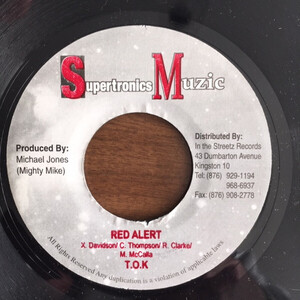 Supertronics Muzic
Produced By:
Michael Jones
(Mighty Mike)
Distributed By:
In the Streetz Records
43 Dumbarton Avenue
Kingston 10
Tel: (876) 929-1194
968-6937
Fax: (876) 908-2778
RED ALERT
X. Davidson/ C. Thompson/ R. Clarke/
M. McCalla
T.O.K
All Rights Reserved Any duplication is a violation of applicable laws